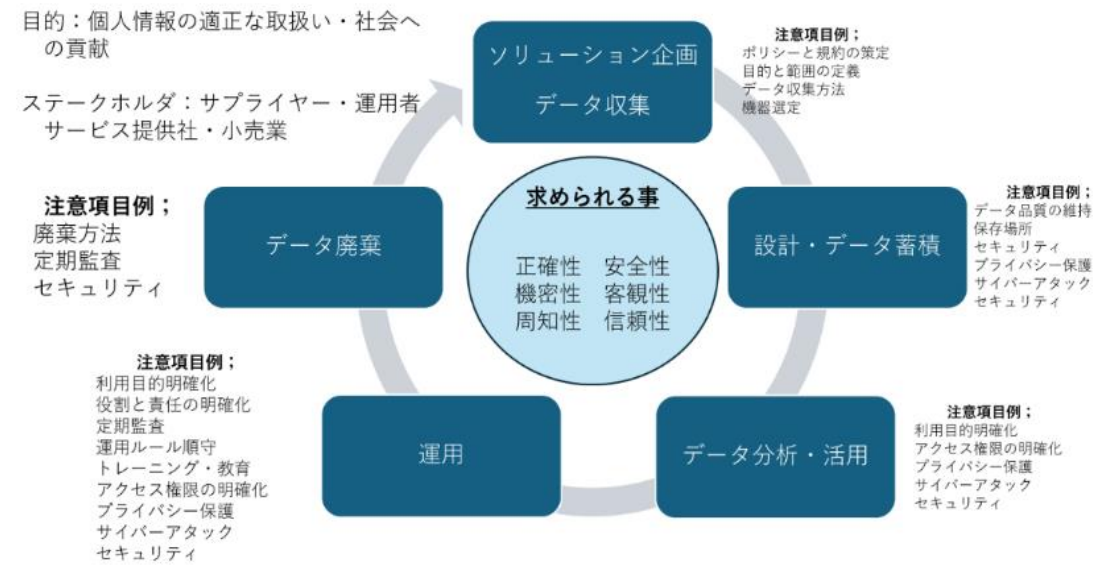 目的：個人情報の適正な取扱い・社会へ
の貢献
ステークホルダ：サプライヤー・運用者
サービス提供社・小売業
ソリューション企画
データ収集
注意項目例；
ポリシーと規約の策定
目的と範囲の定義
データ収集方法
機器選定
設計・データ蓄積
注意項目例；
データ品質の維持
保存場所
セキュリティ
プライバシー保護
サイバーアタック
セキュリティ
データ分析・活用
注意項目例；
利用目的明確化
アクセス権限の明確化
プライバシー保護
サイバーアタック
セキュリティ
運用
注意項目例；
利用目的明確化
役割と責任の明確化
定期監査
運用ルール順守
トレーニング・教育
アクセス権限の明確化
プライバシー保護
サイバーアタック
セキュリティ
データ廃棄
注意項目例；
廃棄方法
定期監査
セキュリティ
求められる事
正確性 安全性
機密性 客観性
周知性 信頼性